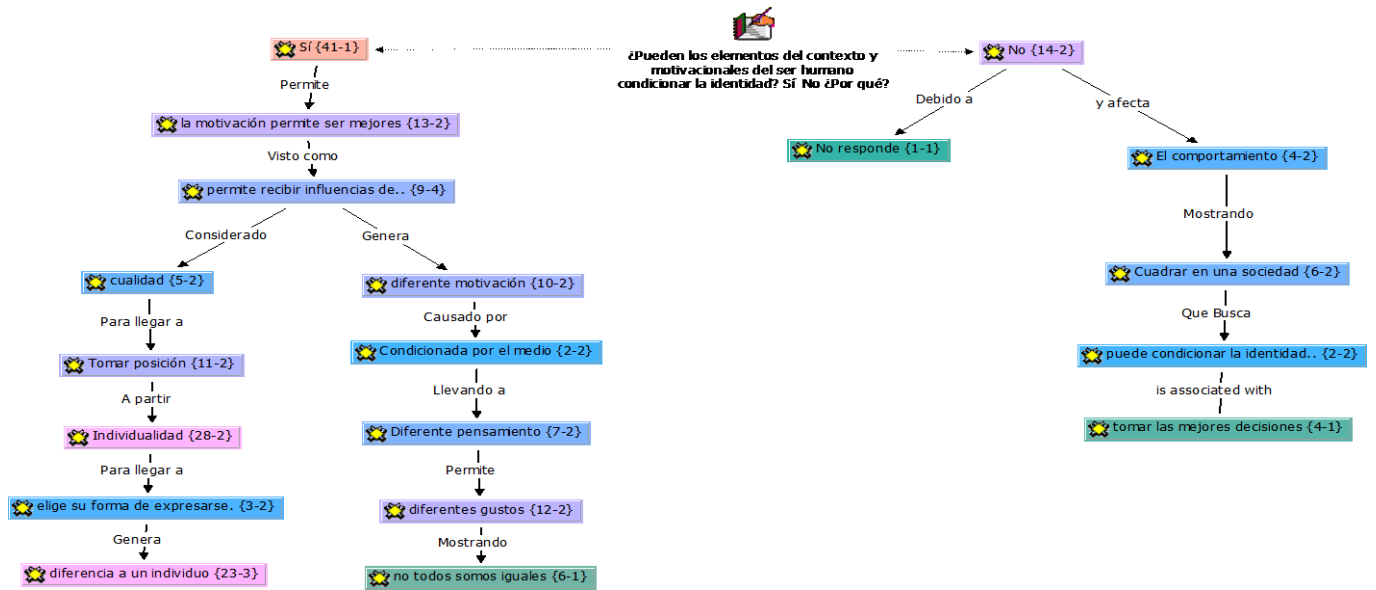 ¿Pueden los elementos del contexto y
motivacionales del ser humano
condicionar la identidad? Sí No ¿Por qué?
Sí {41-1}
Permite
la motivación permite ser mejores {13-2}
Visto como
permite recibir influencias de.. {9-4}
Considerado
Genera
cualidad {5-2}
Para llegar a
Tomar posición {11-2}
A partir
Individualidad {28-2}
Para llegar a
elige su forma de expresarse. {3-2}
Genera
diferencia a un individuo {23-3}
diferente motivación {10-2}
Causado por
Condicionada por el medio {2-2}
Llevando a
Diferente pensamiento {7-2}
Permite
diferentes gustos {12-2}
Mostrando
no todos somos iguales {6-1}
No {14-2}
Debido a
y afecta
No responde {1-1}
El comportamiento {4-2}
Mostrando
Cuadrar en una sociedad {6-2}
Que Busca
puede condicionar la identidad.. {2-2}
is associated with
tomar las mejores decisiones {4-1}